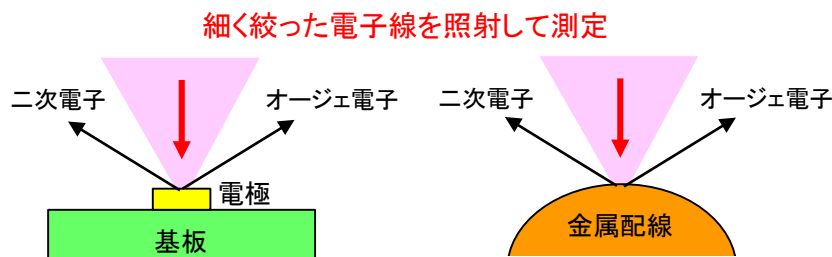 細く絞った電子線を照射して測定
二次電子
オージェ電子
電極
基板
二次電子
オージェ電子
金属配線